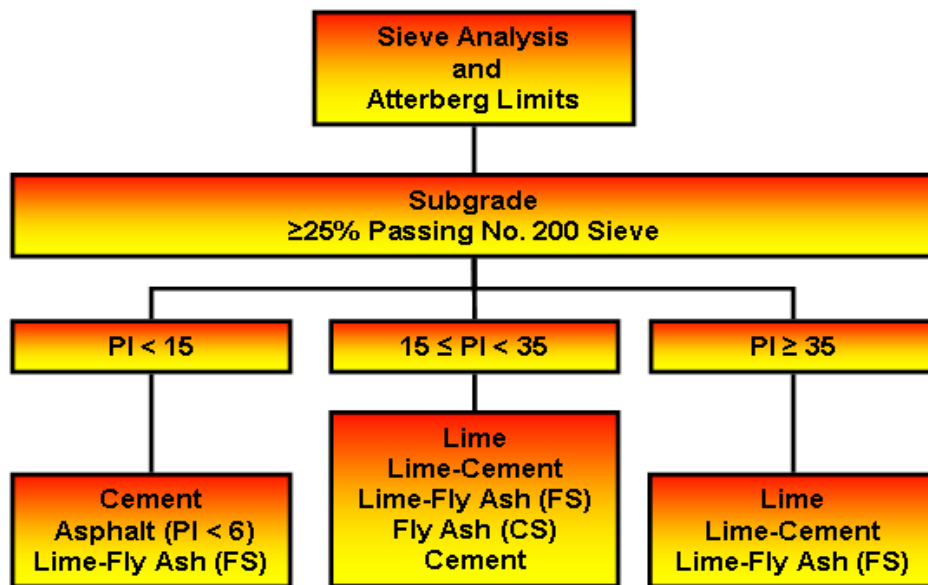 Sieve Analysis
and
Atterberg Limits
Subgrade
≥25% Passing No. 200 Sieve
PI < 15
15 ≤ PI < 35
PI ≥ 35
Cement
Asphalt (PI < 6)
Lime-Fly Ash (FS)
Lime
Lime-Cement
Lime-Fly Ash (FS)
Fly Ash (CS)
Cement
Lime
Lime-Cement
Lime-Fly Ash (FS)